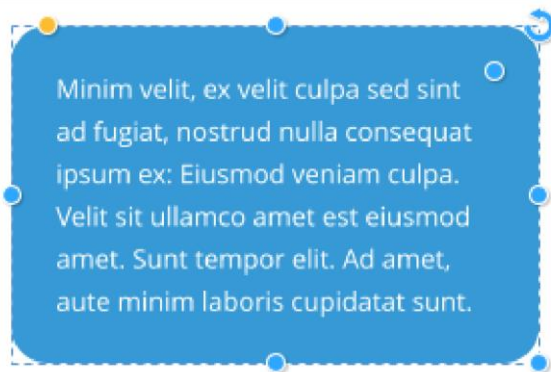 Minim velit, ex velit culpa sed sint
ad fugiat, nostrud nulla consequat
ipsum ex: Eiusmod veniam culpa.
Velit sit ullamco amet est eiusmod
amet. Sunt tempor elit. Ad amet,
aute minim laboris cupidatat sunt.